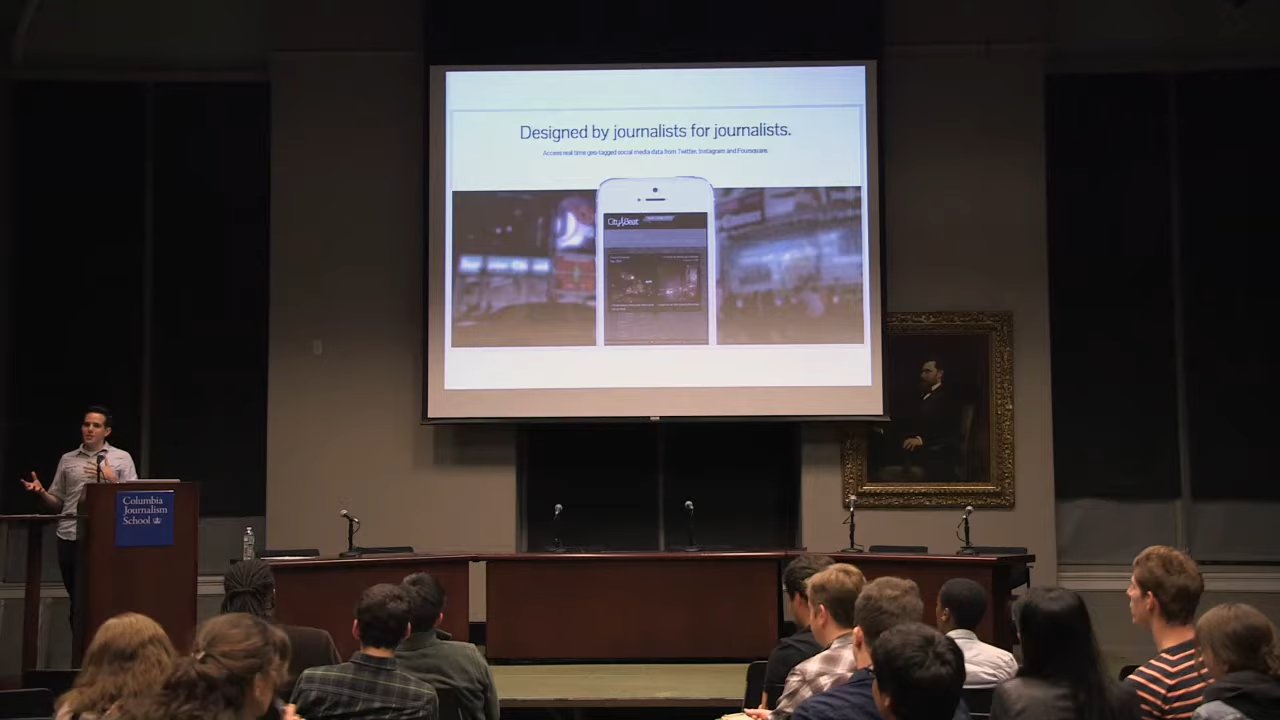 Designed by journalists for journalists.
Access real time geo-tagged social media data from Twitter, Instagram and Foursquare.
CityBeat
Columbia
Journalism
School